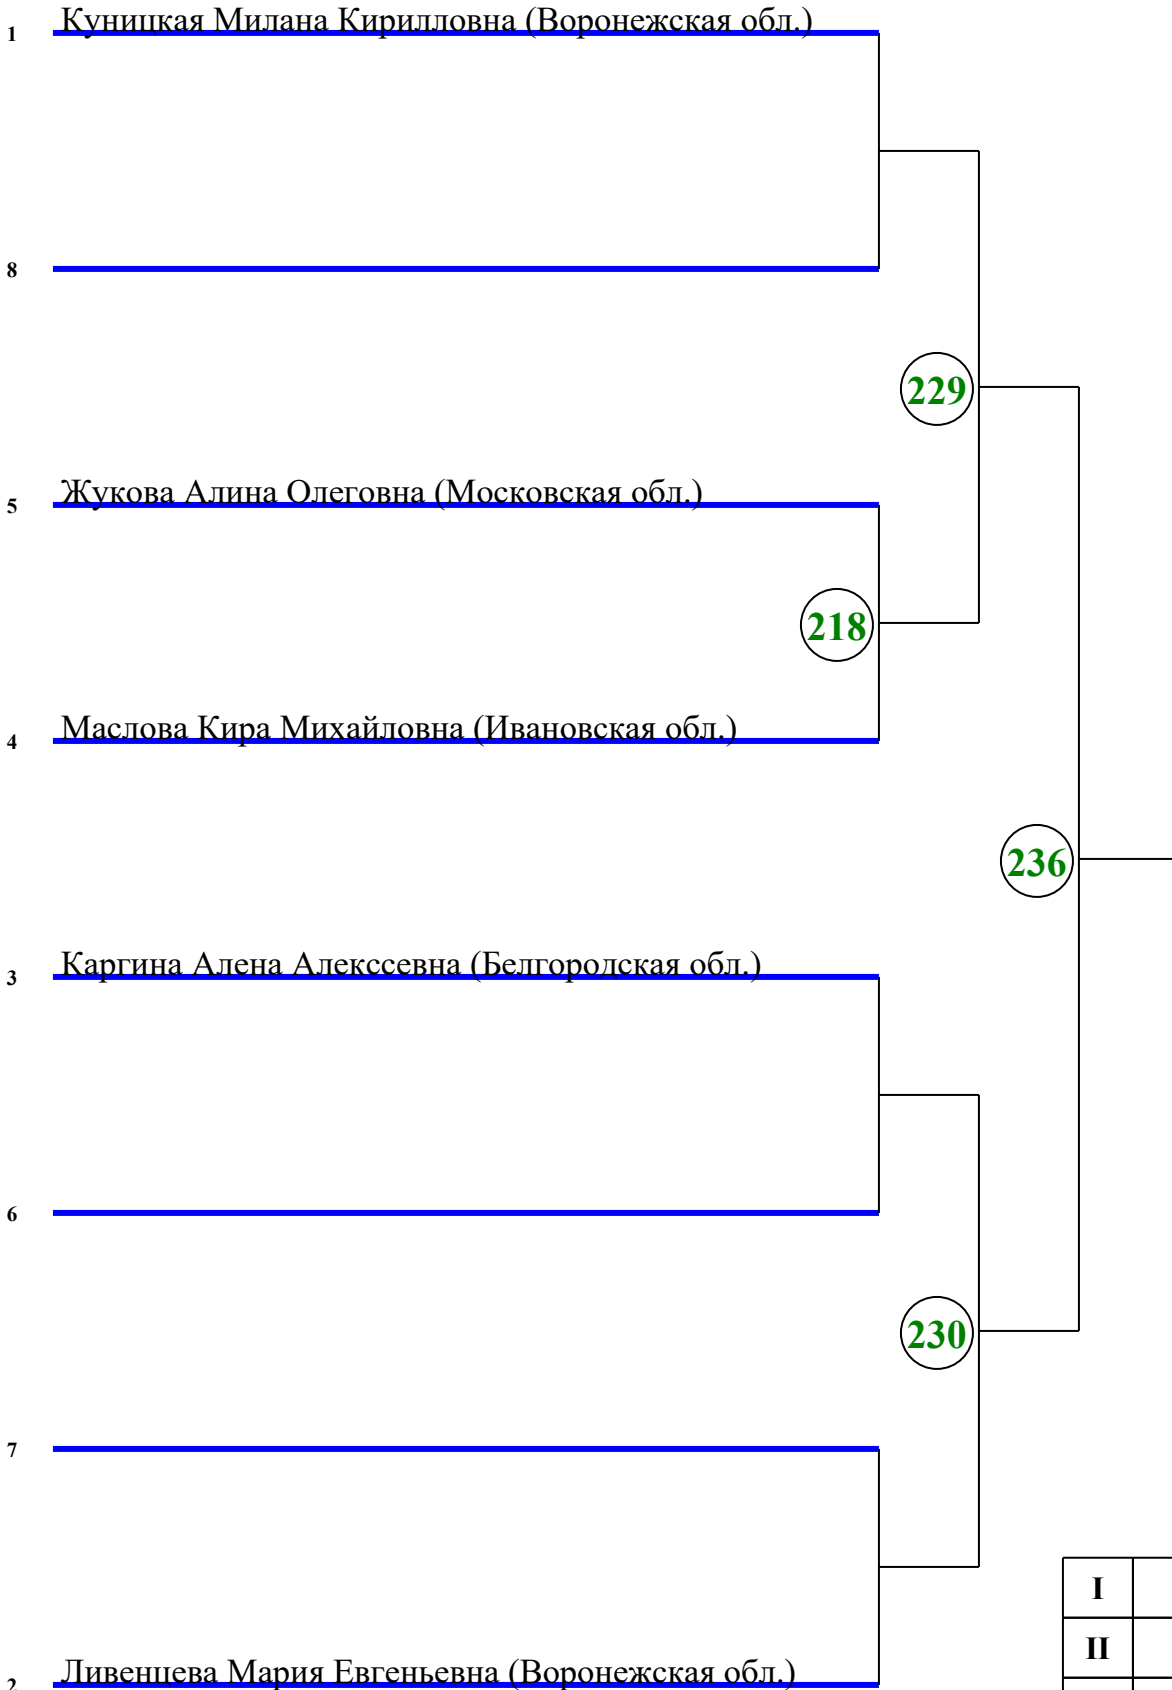 1 Куницкая Милана Кирилловна (Воронежская обл.)
8
229
5 Жукова Алина Олеговна (Московская обл.)
218
4 Маслова Кира Михайловна (Ивановская обл.)
236
3 Каргина Алена Алекссевна (Белгородская обл.)
6
230
7
I
II
2 Ливенцева Мария Евгеньевна (Воронежская обл.)